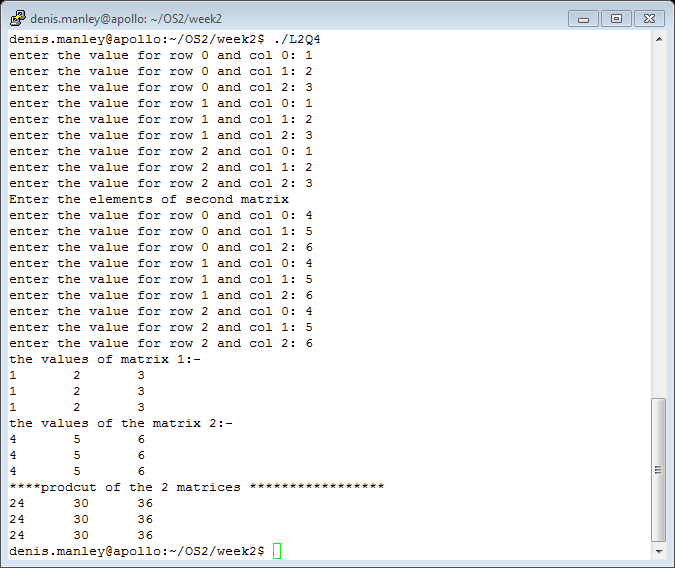 denis.manley@apollo: ~/OS2/week2
denis.manley@apollo:~/OS2/week2$ ./L2Q4
enter the value for row 0 and col 0: 1
enter the value for row 0 and col 1: 2
enter the value for row 0 and col 2: 3
enter the value for row 1 and col 0: 1
enter the value for row 1 and col 1: 2
enter the value for row 1 and col 2: 3
enter the value for row 2 and col 0: 1
enter the value for row 2 and col 1: 2
enter the value for row 2 and col 2: 3
Enter the elements of second matrix
enter the value for row 0 and col 0: 4
enter the value for row 0 and col 1: 5
enter the value for row 0 and col 2: 6
enter the value for row 1 and col 0: 4
enter the value for row 1 and col 1: 5
enter the value for row 1 and col 2: 6
enter the value for row 2 and col 0: 4
enter the value for row 2 and col 1: 5
enter the value for row 2 and col 2: 6
the values of matrix 1:-
1 2 3
1 2 3
1 2 3
the values of the matrix 2:-
4 5 6
4 5 6
4 5 6
****prodcut of the 2 matrices *****************
24 30 36
24 30 36
24 30 36
denis.manley@apollo:~/OS2/week2$